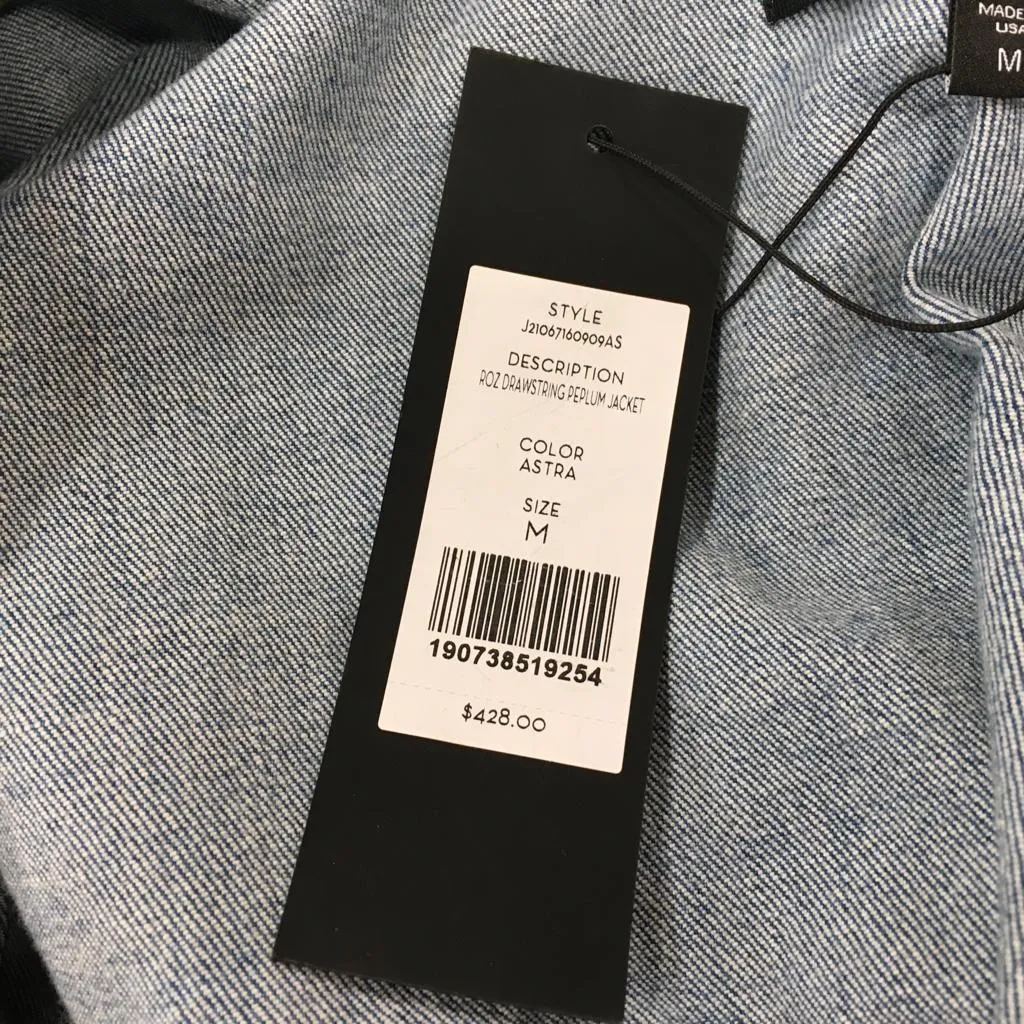 MADE
USA
M
STYLE
J21067160909AS
DESCRIPTION
ROZ DRAWSTRING PEPLUM JACKET
COLOR
ASTRA
SIZE
M
190738519254
$428.00